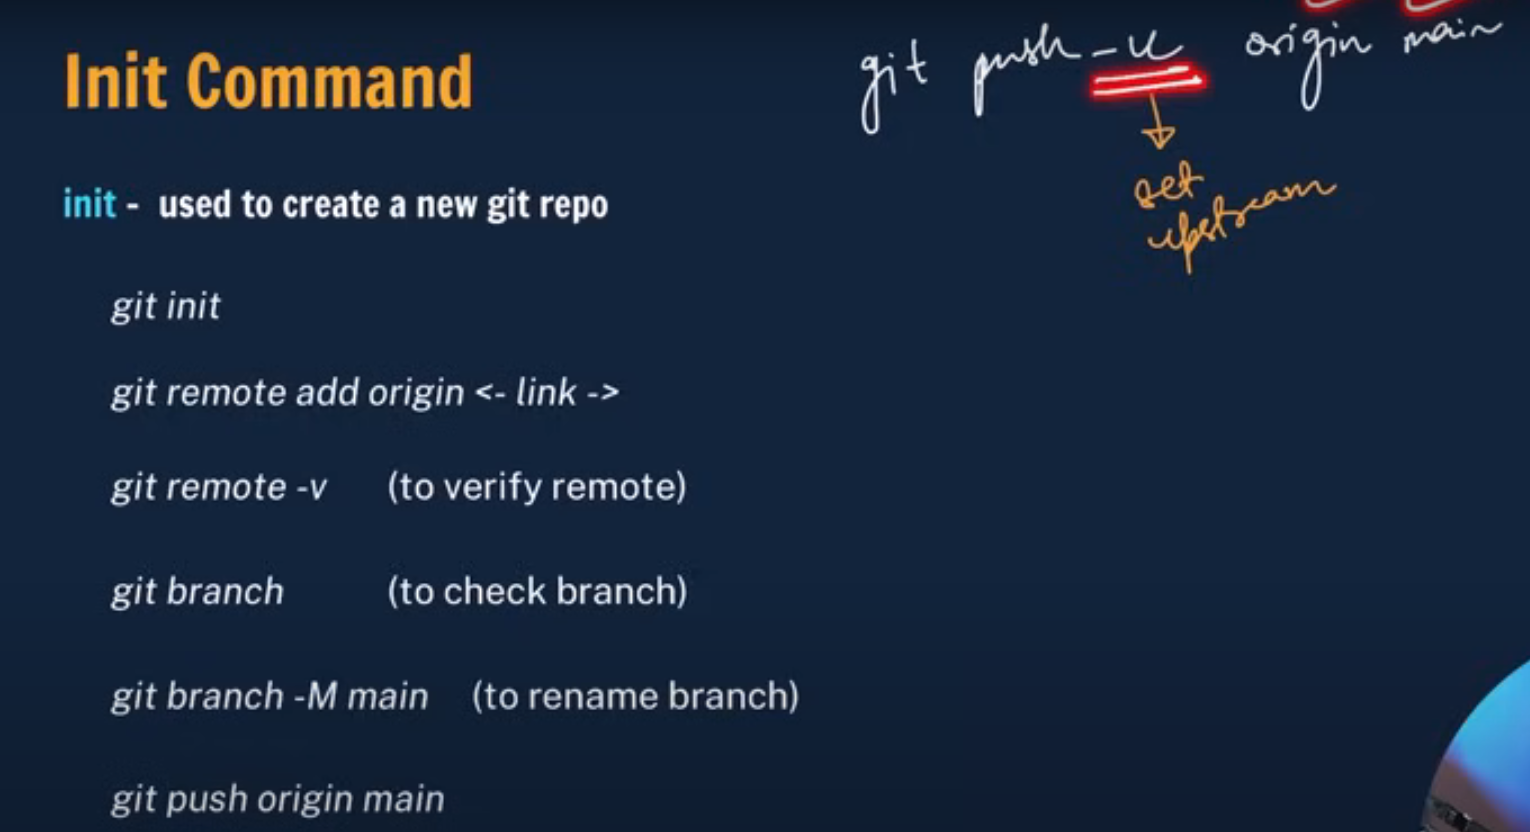 Init Command
git push -u origin main
set
upstream
init - used to create a new git repo
git init
git remote add origin <- link ->
git remote -v (to verify remote)
git branch (to check branch)
git branch -M main (to rename branch)
git push origin main